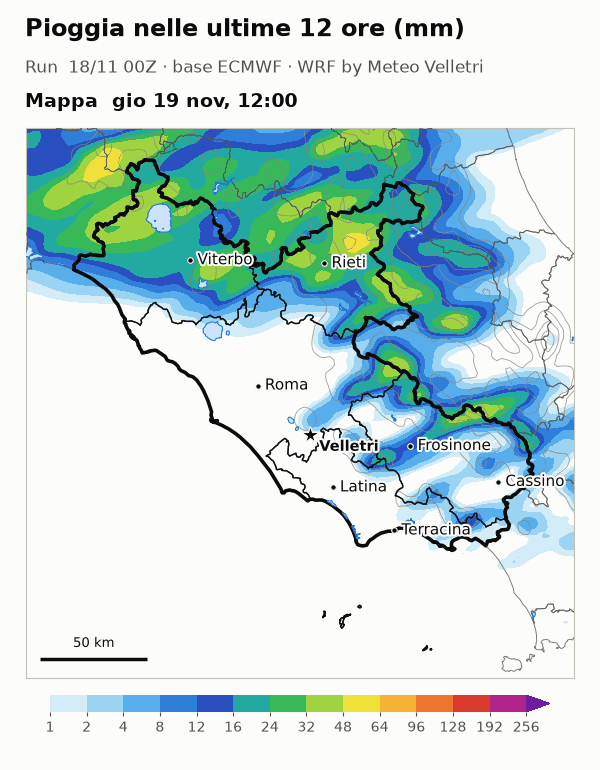 Pioggia nelle ultime 12 ore (mm)
Run  18/11 00Z · base ECMWF · WRF by Meteo Velletri
Mappa  gio 19 nov, 12:00
Viterbo
Rieti
Roma
Velletri
Frosinone
Cassino
Latina
Terracina
50 km
1 2 4 8 12 16 24 32 48 64 96 128 192 256